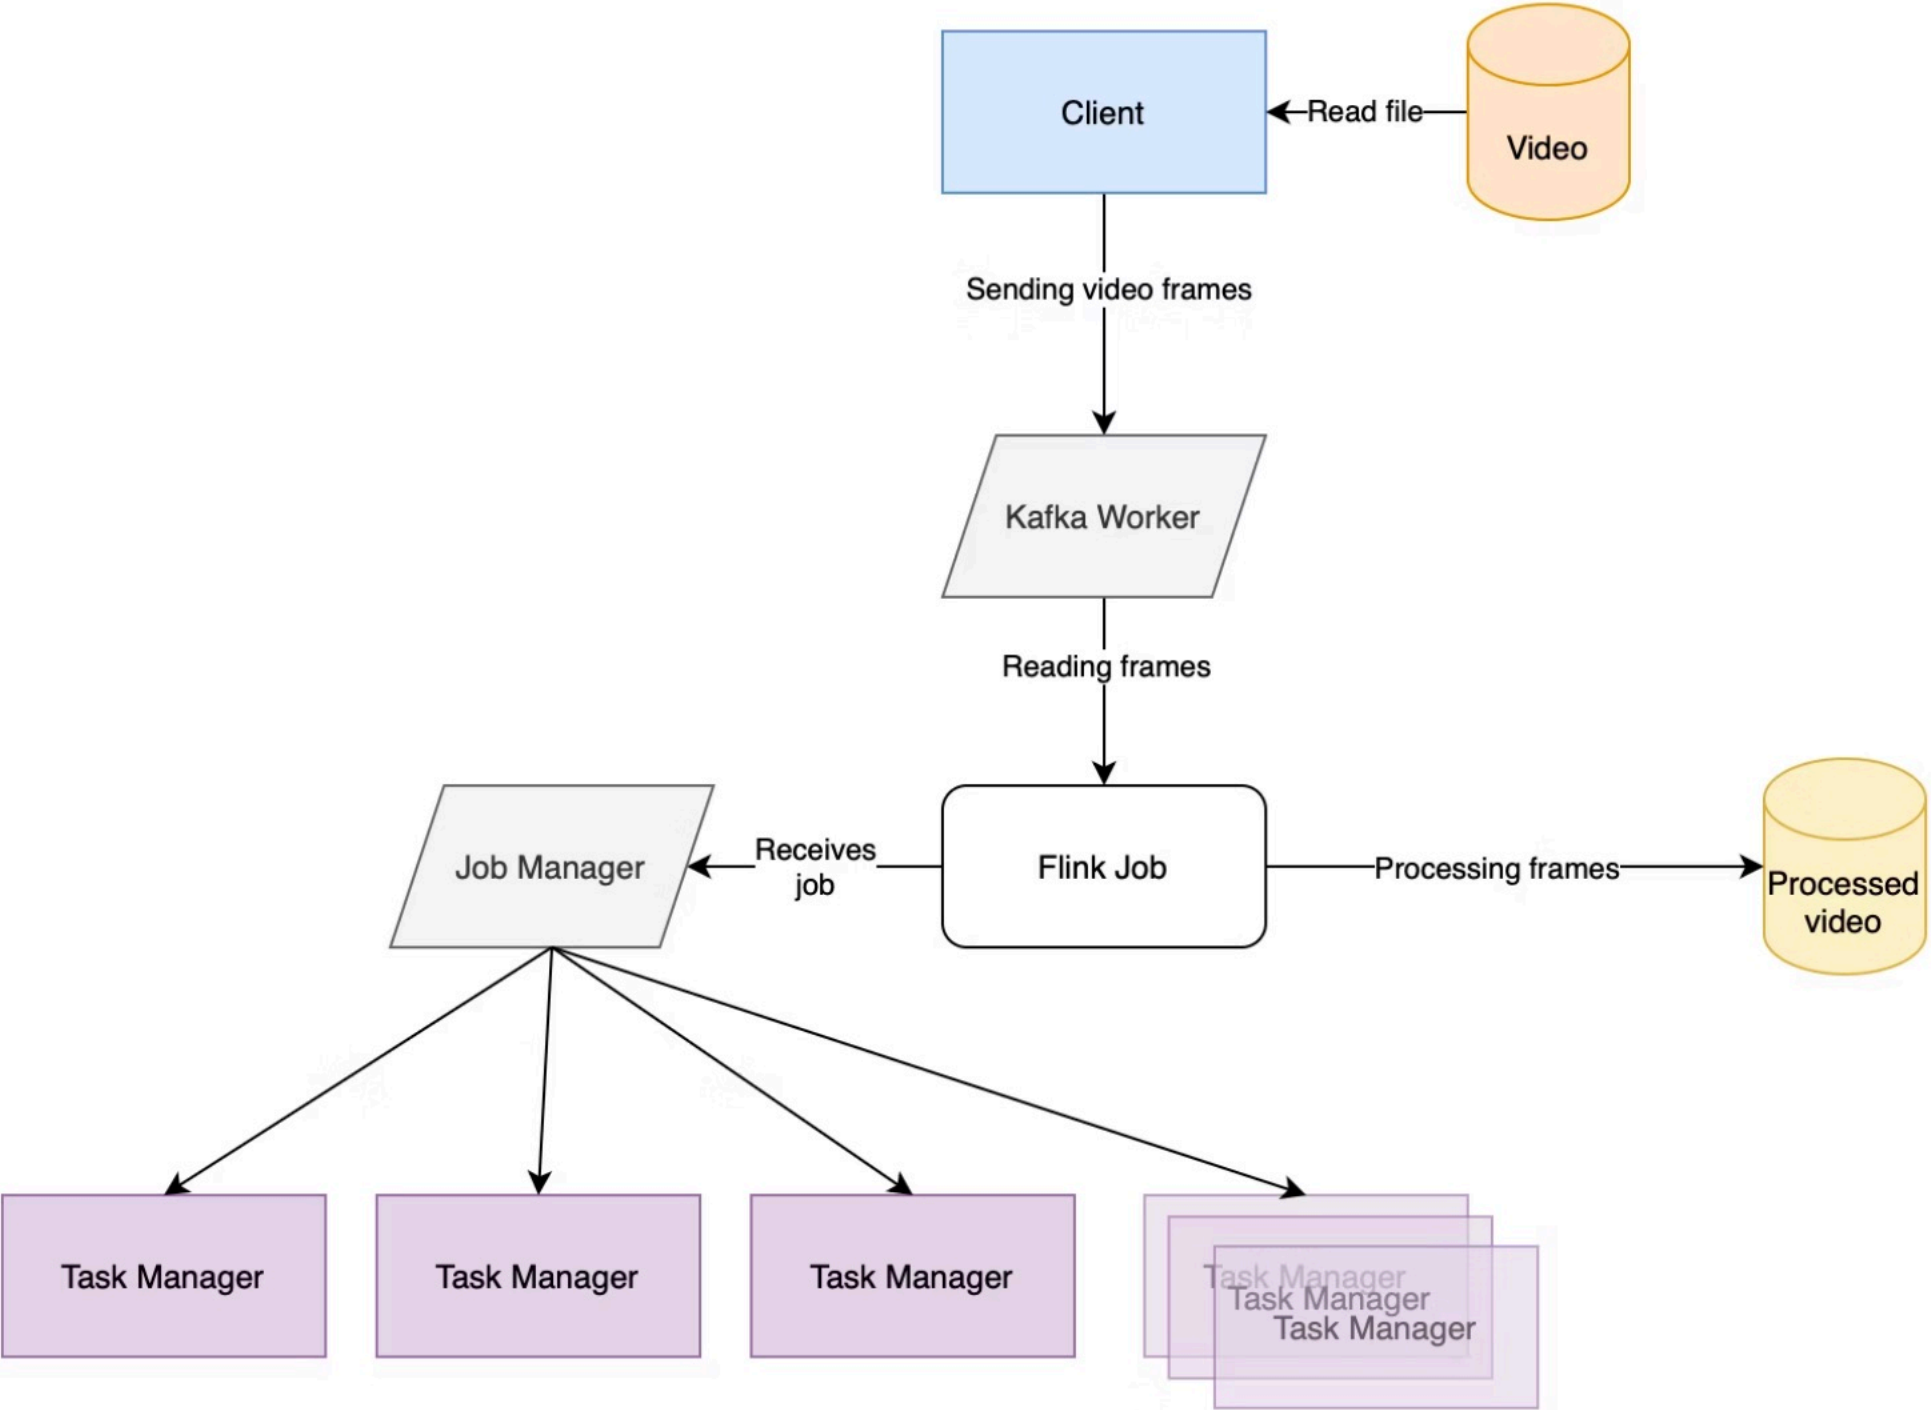 Client
Read file
Video
Sending video frames
Kafka Worker
Reading frames
Job Manager
Receives
job
Flink Job
Processing frames
Processed
video
Task Manager
Task Manager
Task Manager
Task Manager
Task Manager
Task Manager